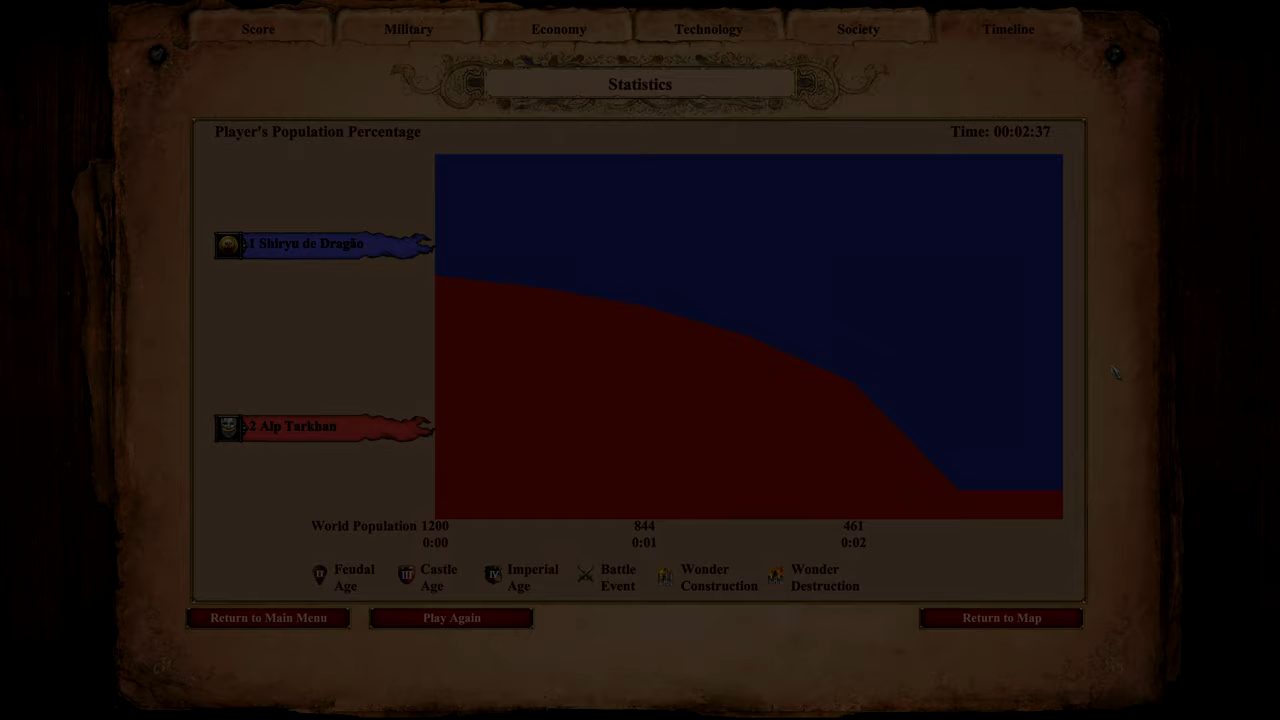 Score Military Economy Technology Society Timeline
Statistics
Player's Population Percentage Time: 00:02:37
1 Shiryu de Dragão
2 Alp Tarkhan
World Population 1200 844 461
0:00 0:01 0:02
Feudal Age
Castle Age
Imperial Age
Battle Event
Wonder Construction
Wonder Destruction
Return to Main Menu Play Again Return to Map